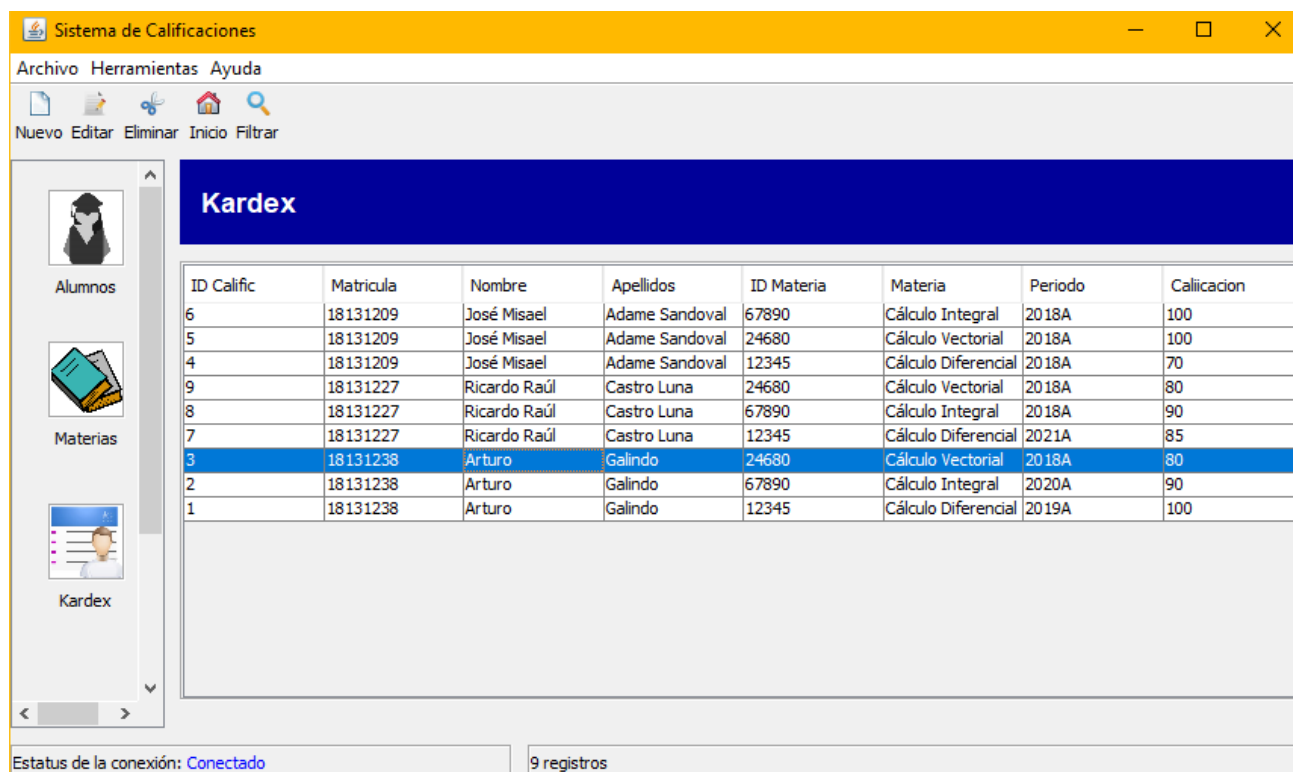 Sistema de Calificaciones
Archivo Herramientas Ayuda
Nuevo Editar Eliminar Inicio Filtrar
Alumnos
Materias
Kardex
Kardex
ID Calific Matricula Nombre Apellidos ID Materia Materia Periodo Caliicacion
6 18131209 José Misael Adame Sandoval 67890 Cálculo Integral 2018A 100
5 18131209 José Misael Adame Sandoval 24680 Cálculo Vectorial 2018A 100
4 18131209 José Misael Adame Sandoval 12345 Cálculo Diferencial 2018A 70
9 18131227 Ricardo Raúl Castro Luna 24680 Cálculo Vectorial 2018A 80
8 18131227 Ricardo Raúl Castro Luna 67890 Cálculo Integral 2018A 90
7 18131227 Ricardo Raúl Castro Luna 12345 Cálculo Diferencial 2021A 85
3 18131238 Arturo Galindo 24680 Cálculo Vectorial 2018A 80
2 18131238 Arturo Galindo 67890 Cálculo Integral 2020A 90
1 18131238 Arturo Galindo 12345 Cálculo Diferencial 2019A 100
Estatus de la conexión: Conectado
9 registros